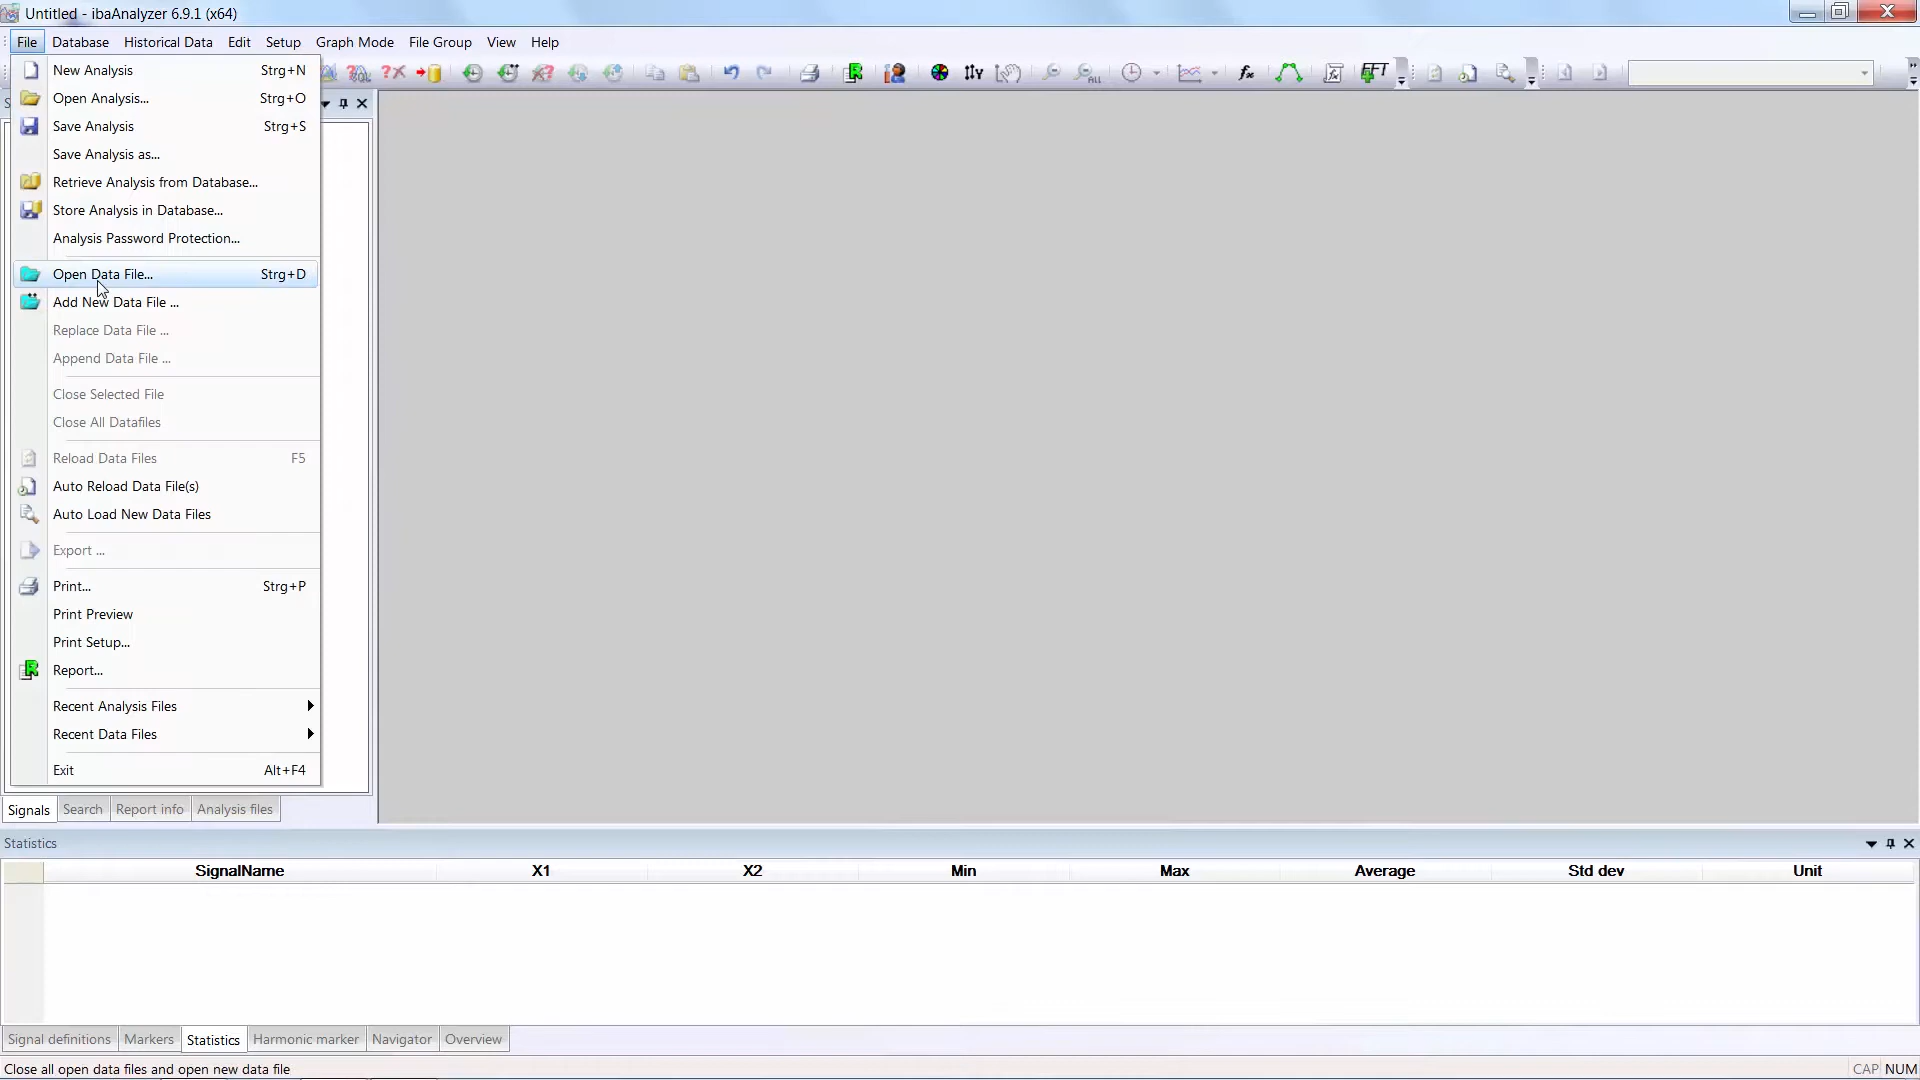 Untitled - ibaAnalyzer 6.9.1 (x64)
File Database Historical Data Edit Setup Graph Mode File Group View Help
New Analysis Strg+N
Open Analysis... Strg+O
Save Analysis Strg+S
Save Analysis as...
Retrieve Analysis from Database...
Store Analysis in Database...
Analysis Password Protection...
Open Data File... Strg+D
Add New Data File ...
Replace Data File ...
Append Data File ...
Close Selected File
Close All Datafiles
Reload Data Files F5
Auto Reload Data File(s)
Auto Load New Data Files
Export ...
Print... Strg+P
Print Preview
Print Setup...
Report...
Recent Analysis Files
Recent Data Files
Exit Alt+F4
Signals Search Report info Analysis files
Statistics
SignalName X1 X2 Min Max Average Std dev Unit
Signal definitions Markers Statistics Harmonic marker Navigator Overview
Close all open data files and open new data file CAP NUM